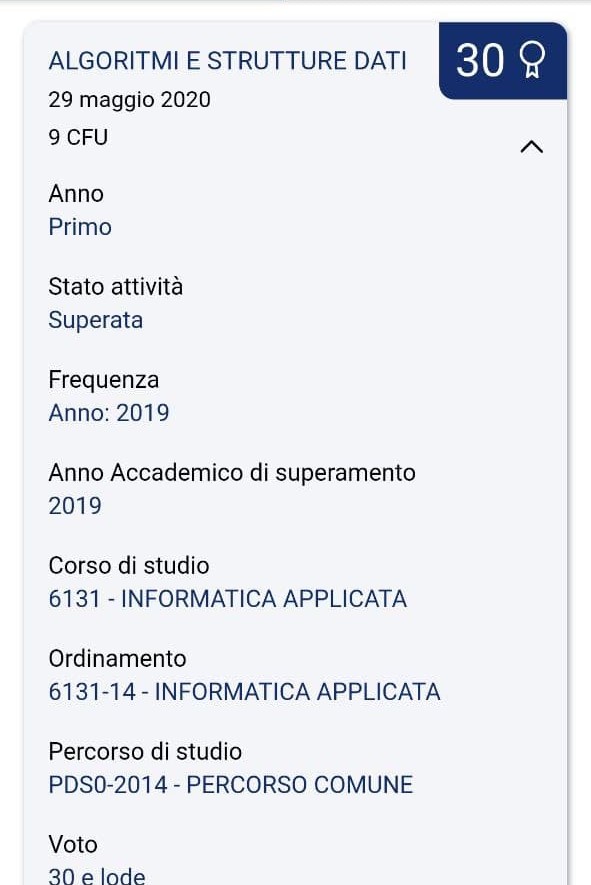 ALGORITMI E STRUTTURE DATI
30
29 maggio 2020
9 CFU
Anno
Primo
Stato attività
Superata
Frequenza
Anno: 2019
Anno Accademico di superamento
2019
Corso di studio
6131 - INFORMATICA APPLICATA
Ordinamento
6131-14 - INFORMATICA APPLICATA
Percorso di studio
PDS0-2014 - PERCORSO COMUNE
Voto
30 e lode